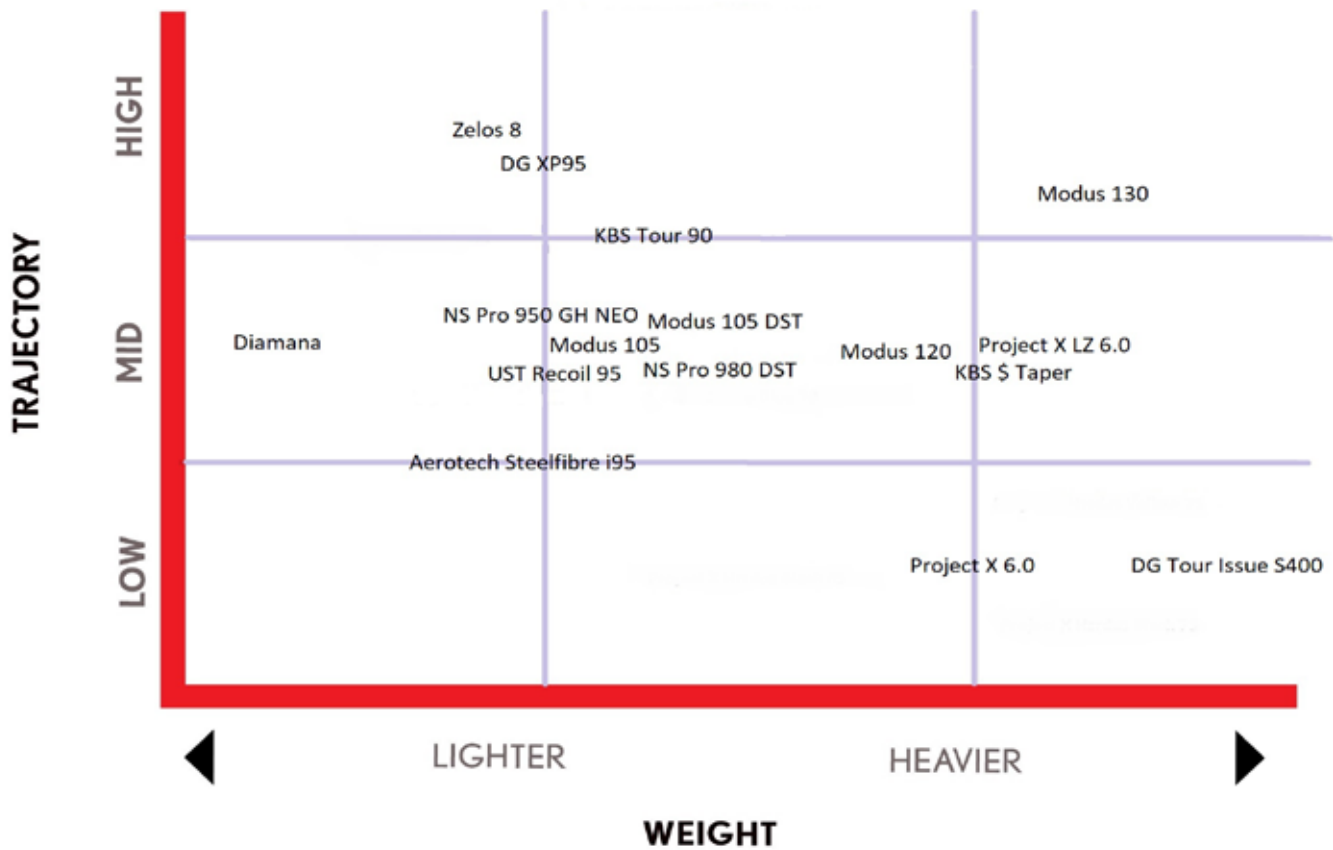 HIGH
Zelos 8
DG XP95
Modus 130
TRAJECTORY
KBS Tour 90
MID
NS Pro 950 GH NEO
Modus 105 DST
Diamana
Modus 105
Modus 120
Project X LZ 6.0
UST Recoil 95
NS Pro 980 DST
KBS $ Taper
Aerotech Steelfibre i95
LOW
Project X 6.0
DG Tour Issue S400
LIGHTER
HEAVIER
WEIGHT